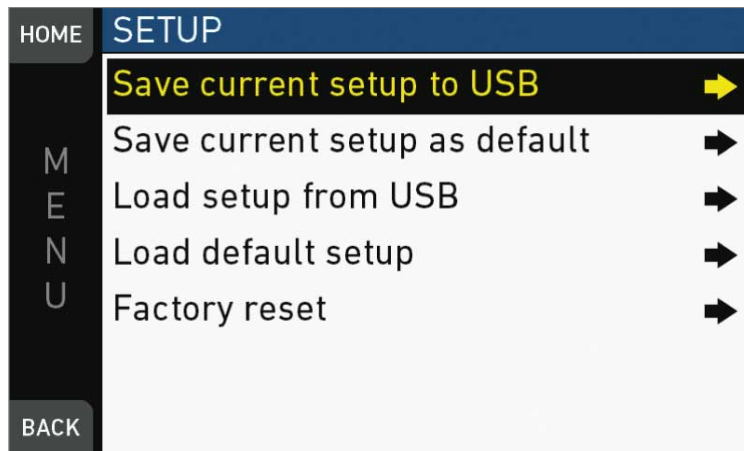 HOME
SETUP
Save current setup to USB
Save current setup as default
Load setup from USB
Load default setup
Factory reset
MENU
BACK